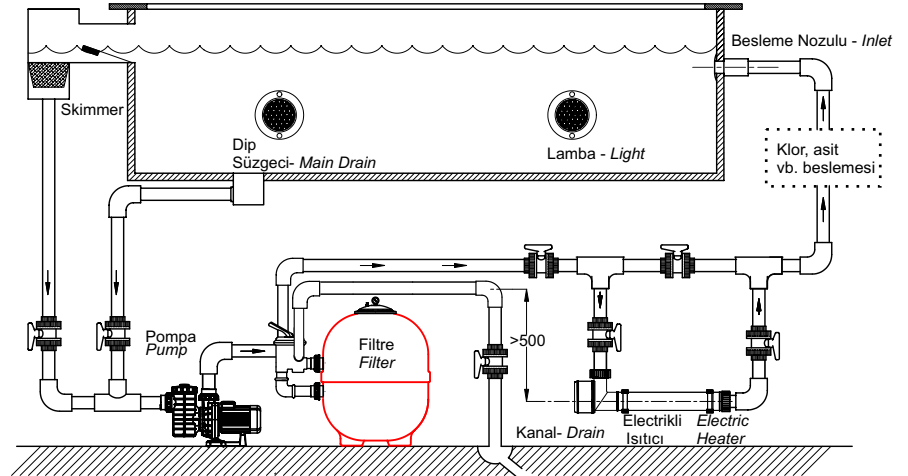 Besleme Nozulu - Inlet
Skimmer
Dip
Süzgeci- Main Drain
Lamba - Light
Klor, asit
vb. beslemesi
Pompa
Pump
Filtre
Filter
>500
Kanal- Drain
Electrikli
Isıtıcı
Electric
Heater